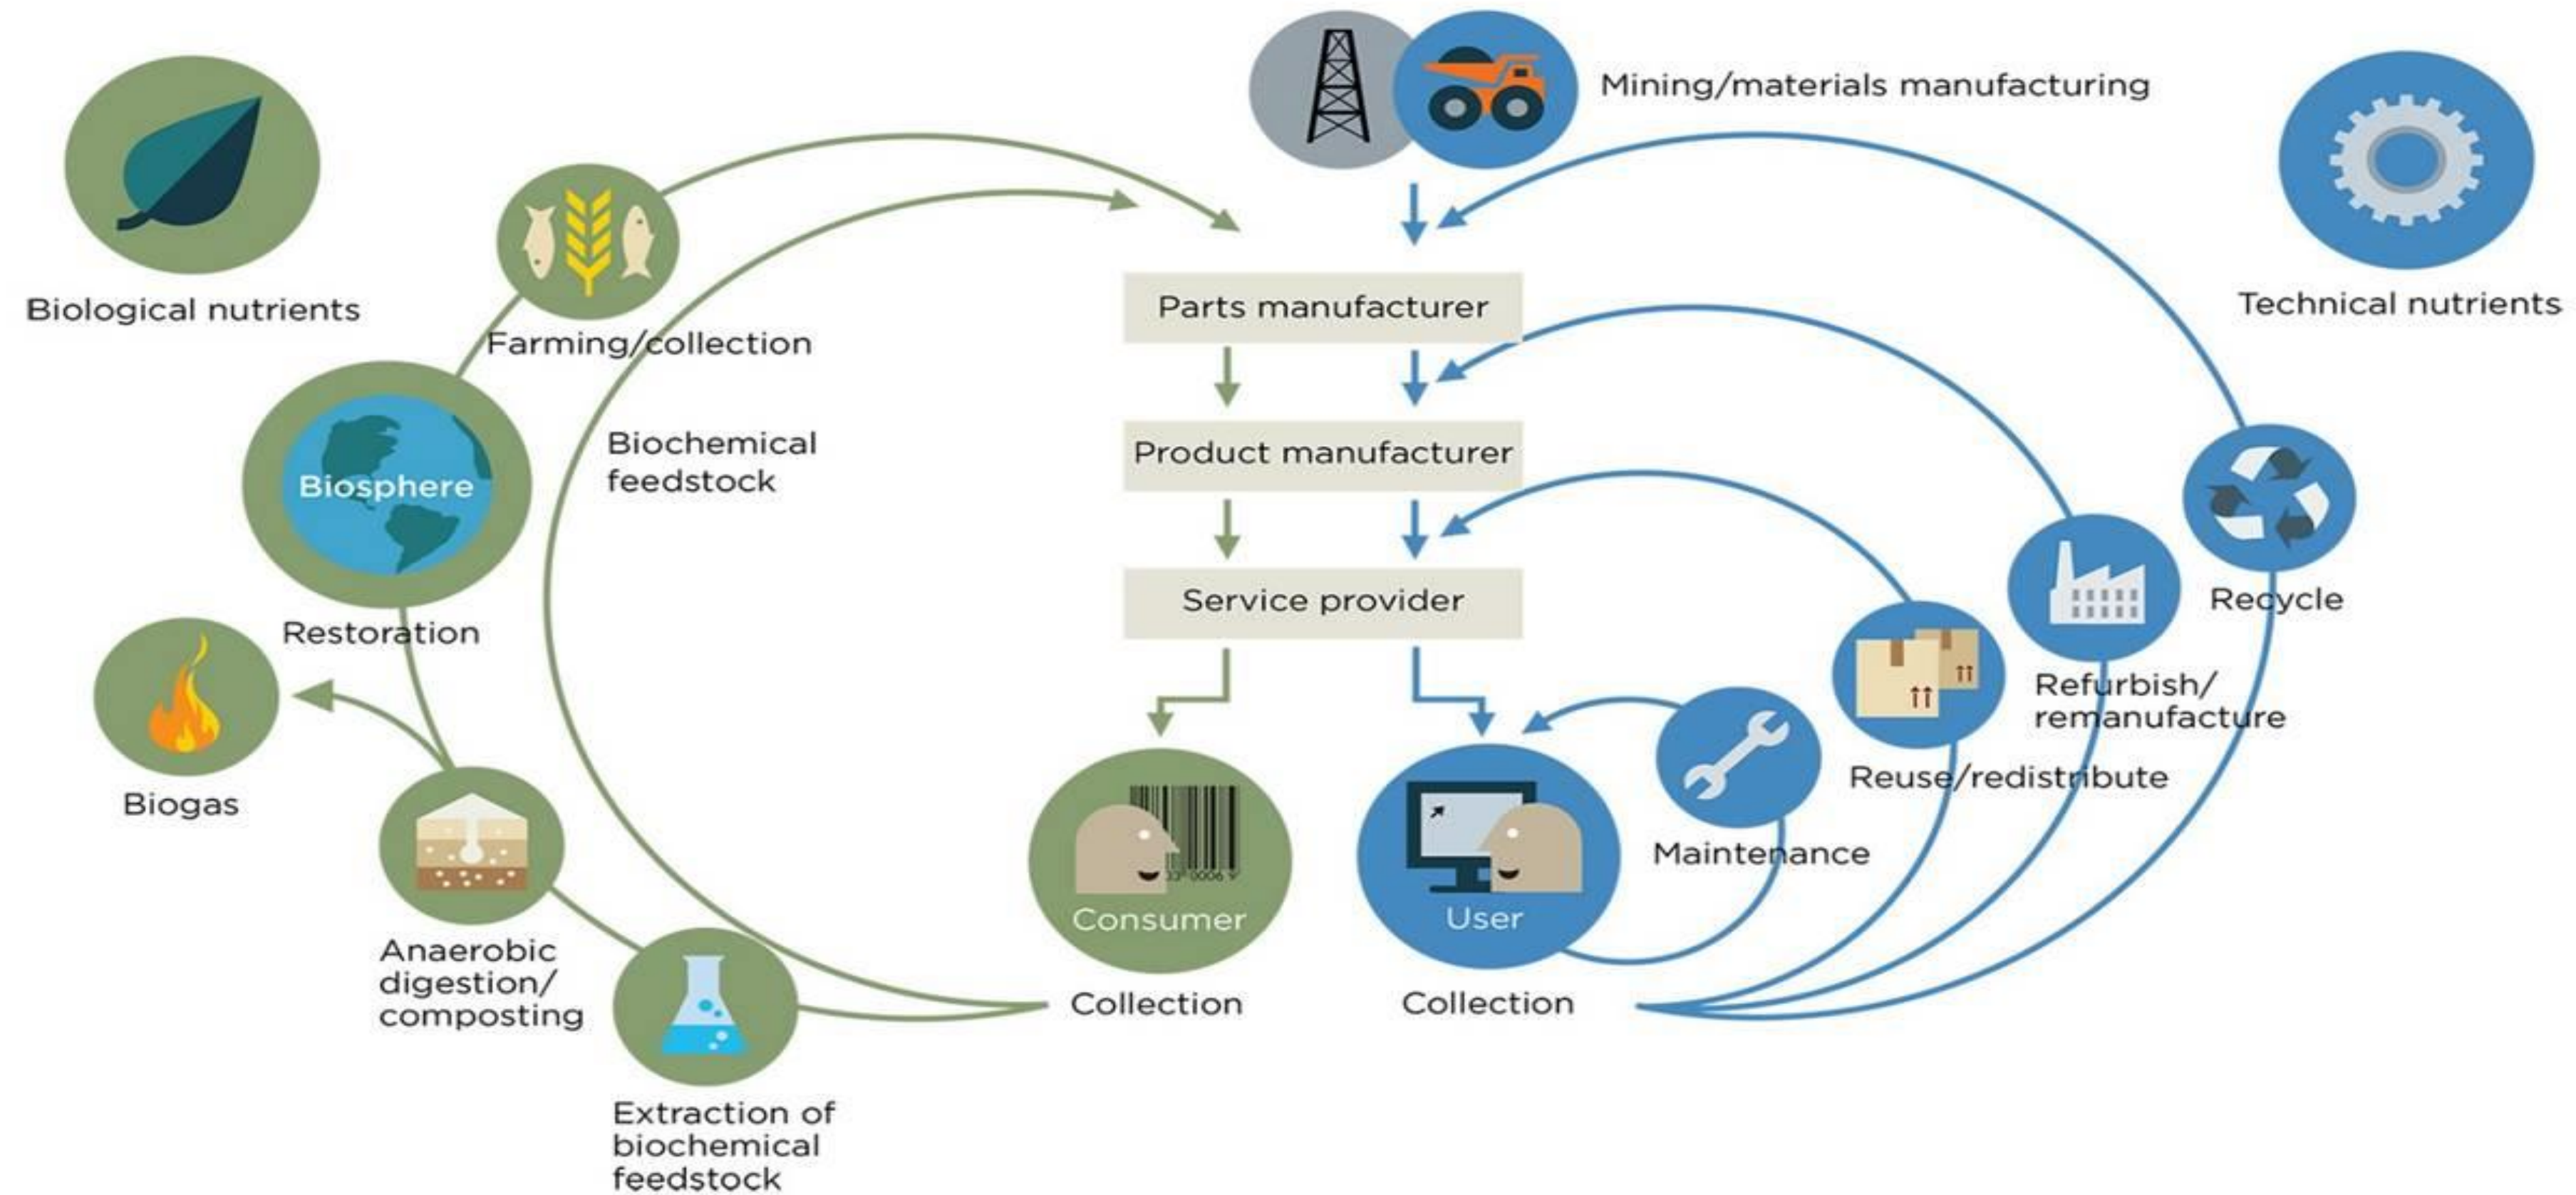 Mining/materials manufacturing
Biological nutrients
Technical nutrients
Farming/collection
Parts manufacturer
Biochemical
feedstock
Product manufacturer
Biosphere
Restoration
Service provider
Recycle
Refurbish/
remanufacture
Reuse/redistribute
Biogas
Maintenance
Consumer
User
Anaerobic
digestion/
composting
Collection
Collection
Extraction of
biochemical
feedstock